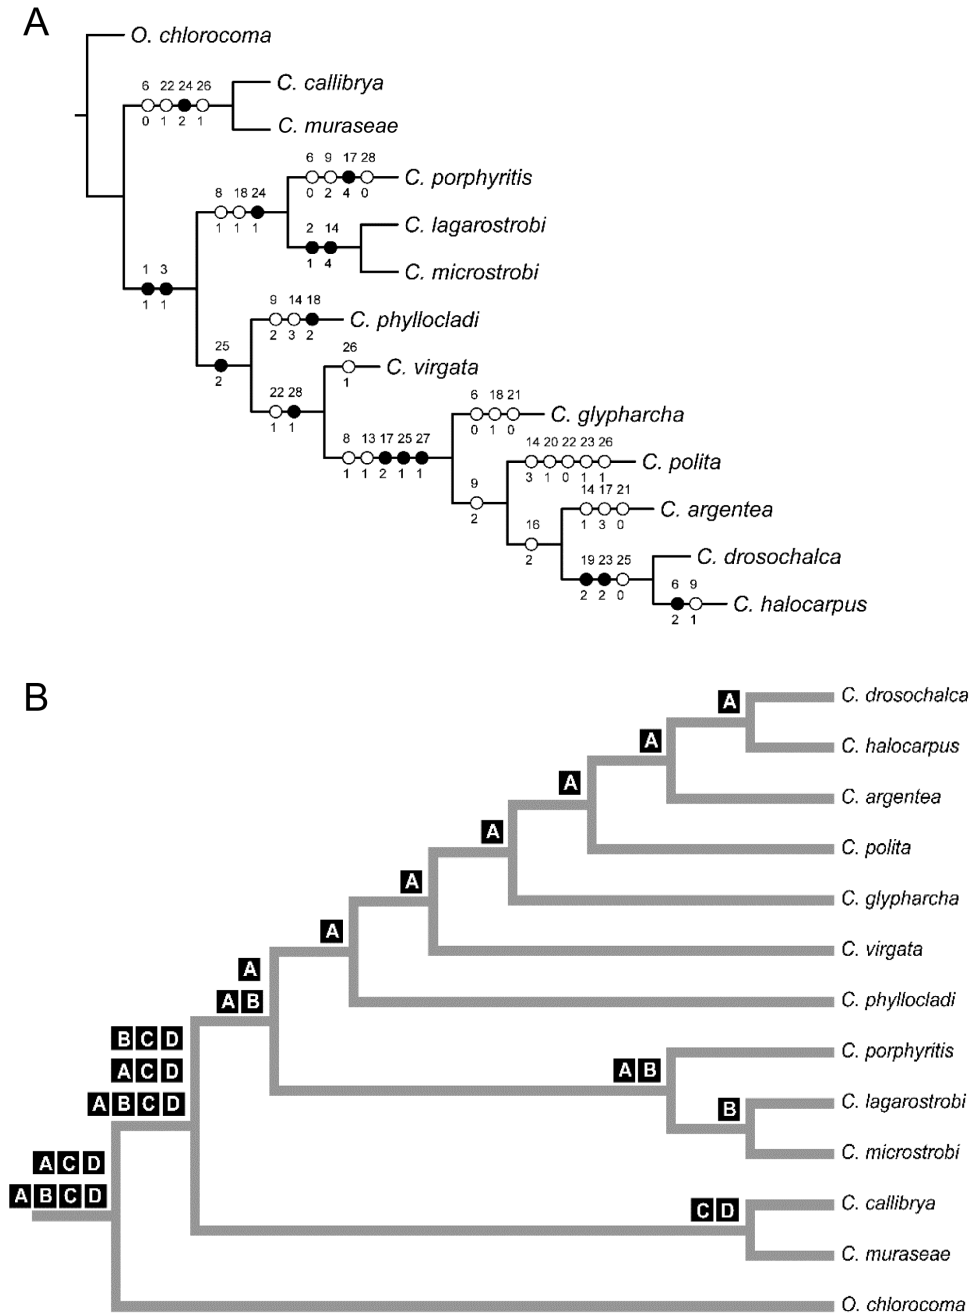 A
O. chlorocoma
C. callibrya
6 22 24 26
0 1 2 1
C. muraseae
6 9 17 28
C. porphyritis
0 2 4 0
8 18 24
1 1 1
C. lagarostrobi
2 14
1 4
C. microstrobi
1 3
1 1
9 14 18
C. phyllocladi
2 3 2
25
2
26
C. virgata
1
22 28
1 1
6 18 21
C. glypharcha
0 1 0
8 13 17 25 27
1 1 2 1 1
14 20 22 23 26
C. polita
3 1 0 1 1
9
2
14 17 21
C. argentea
1 3 0
16
2
C. drosochalca
19 23 25
2 2 0
6 9
C. halocarpus
2 1
B
C. drosochalca
A
C. halocarpus
A
A
C. argentea
A
C. polita
A
C. glypharcha
A
C. virgata
A
A B
C. phyllocladi
B C D
C. porphyritis
A C D
A B
A B C D
C. lagarostrobi
B
C. microstrobi
A C D
A B C D
C. callibrya
C D
C. muraseae
O. chlorocoma